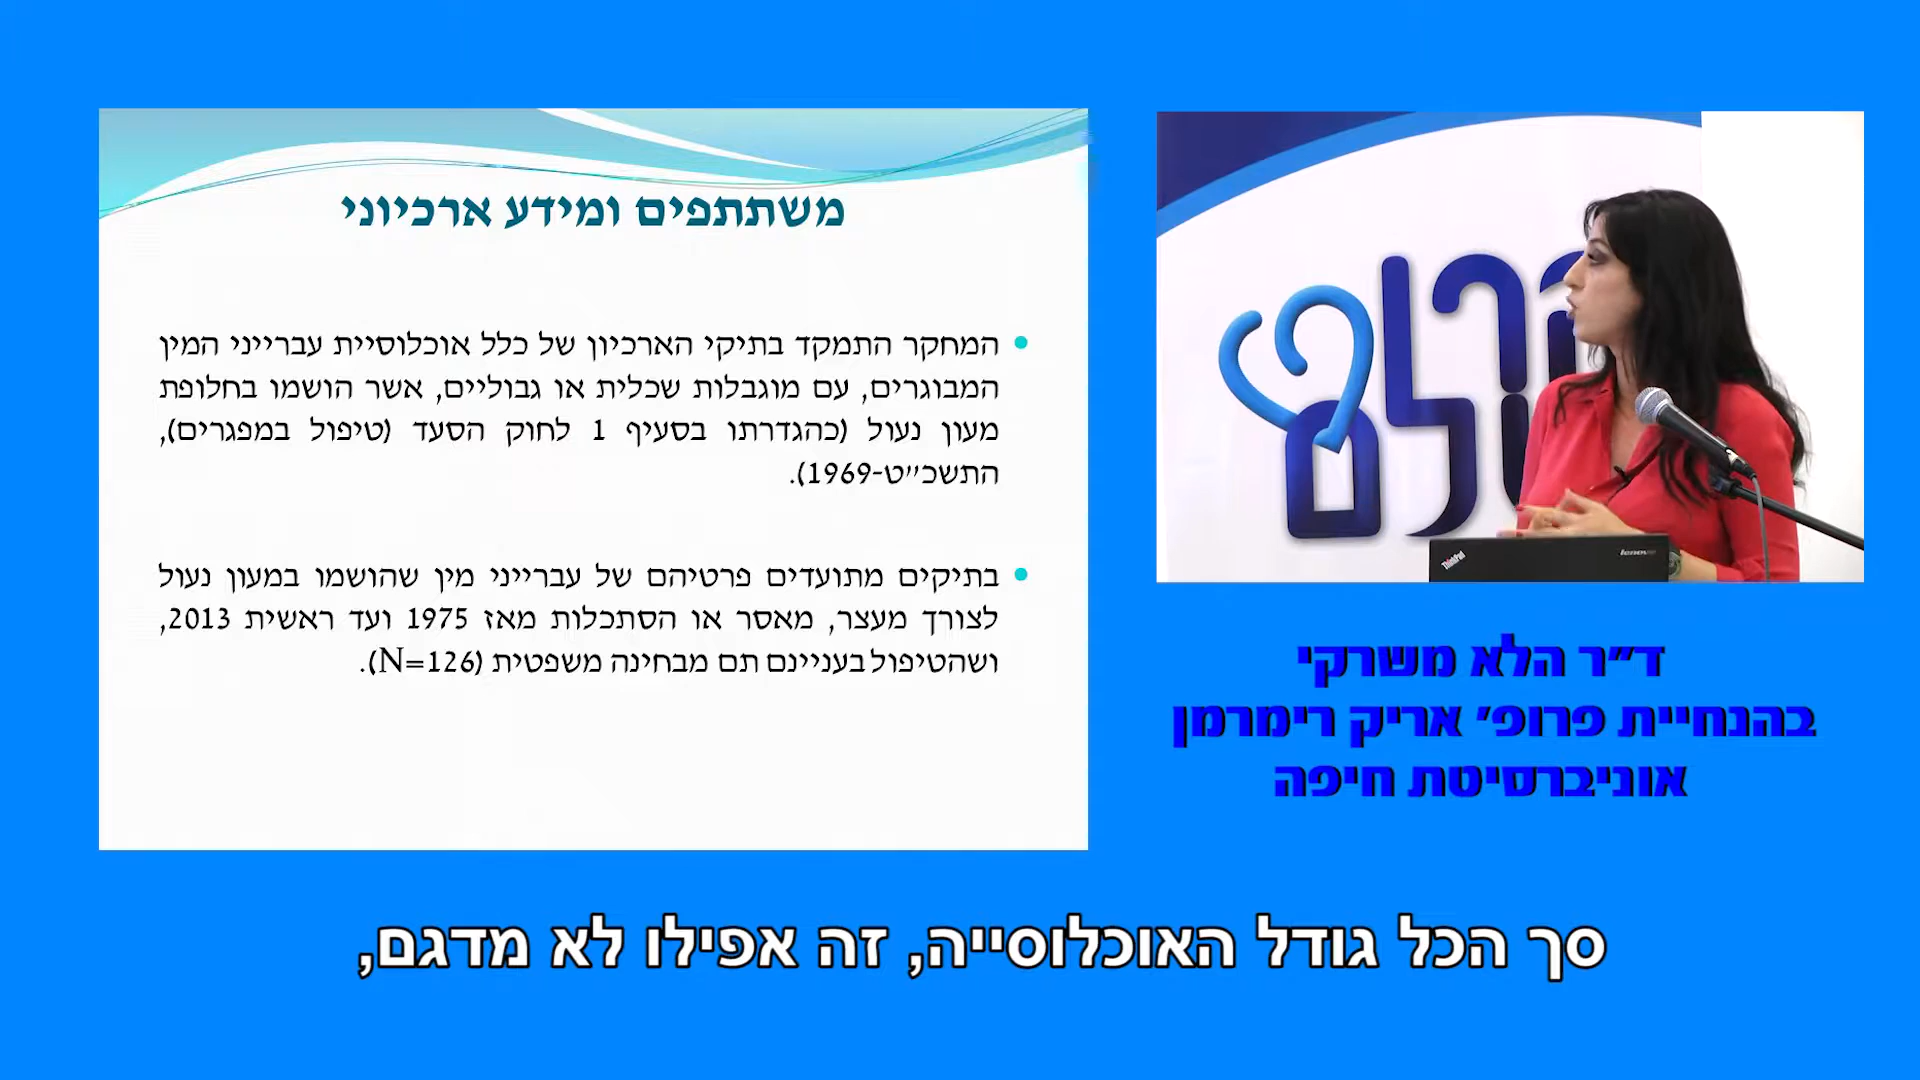 משתתפים ומידע ארכיוני
המחקר התמקד בתיקי הארכיון של כלל אוכלוסיית עברייני המין
המבוגרים, עם מוגבלות שכלית או גבוליים, אשר הושמו בחלופת
מעון נעול (כהגדרתו בסעיף 1 לחוק הסעד (טיפול במפגרים),
התשכ״ט-1969).
בתיקים מתועדים פרטיהם של עברייני מין שהושמו במעון נעול
לצורך מעצר, מאסר או הסתכלות מאז 1975 ועד ראשית 2013,
ושהטיפול בעניינם תם מבחינה משפטית (N=126).
ThinkPad
lenovo
ד״ר הלא משרקי
בהנחיית פרופ׳ אריק רימרמן
אוניברסיטת חיפה
סך הכל גודל האוכלוסייה, זה אפילו לא מדגם,